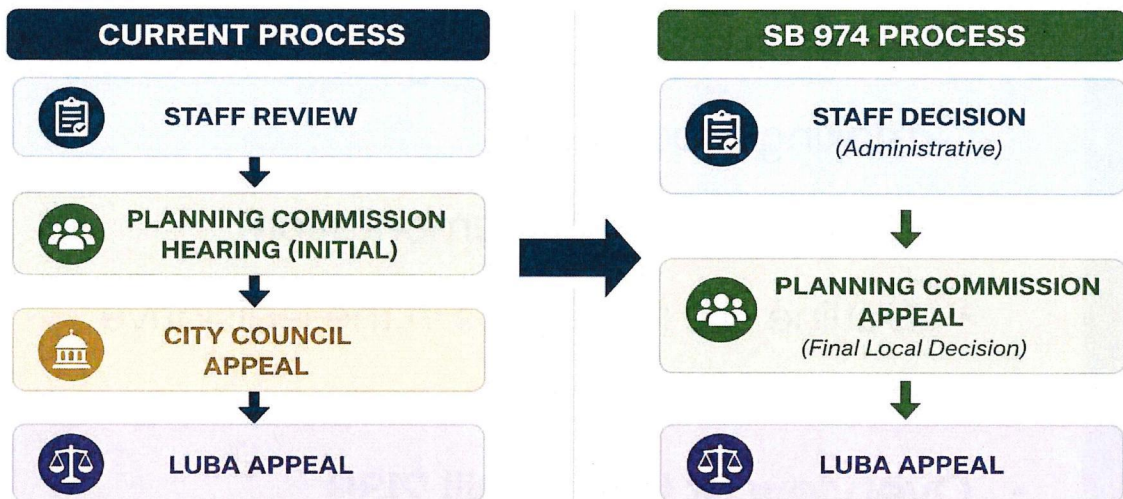 CURRENT PROCESS
STAFF REVIEW
PLANNING COMMISSION
HEARING (INITIAL)
CITY COUNCIL
APPEAL
LUBA APPEAL
SB 974 PROCESS
STAFF DECISION
(Administrative)
PLANNING COMMISSION
APPEAL
(Final Local Decision)
LUBA APPEAL